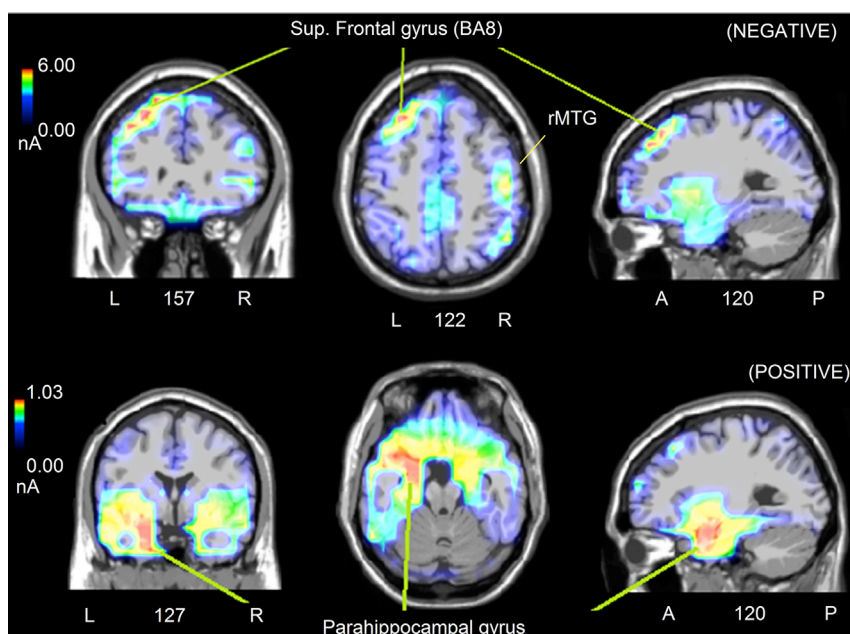 Sup. Frontal gyrus (BA8)
(NEGATIVE)
6.00
0.00
nA
rMTG
L 157 R
A 120 P
L 122 R
(POSITIVE)
1.03
0.00
nA
L 127 R
A 120 P
Parahippocampal gyrus